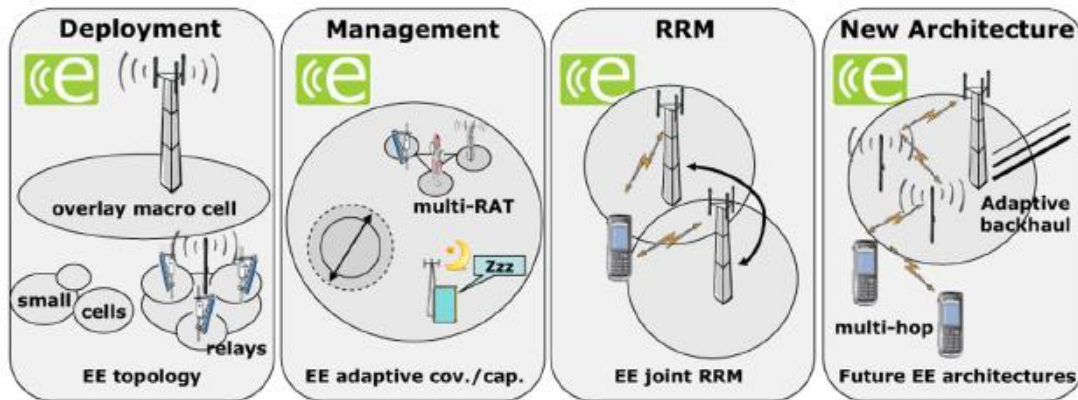 Deployment
e
overlay macro cell
small
cells
relays
EE topology
Management
e
multi-RAT
Zzz
EE adaptive cov./cap.
RRM
e
EE joint RRM
New Architecture
e
Adaptive
backhaul
multi-hop
Future EE architectures